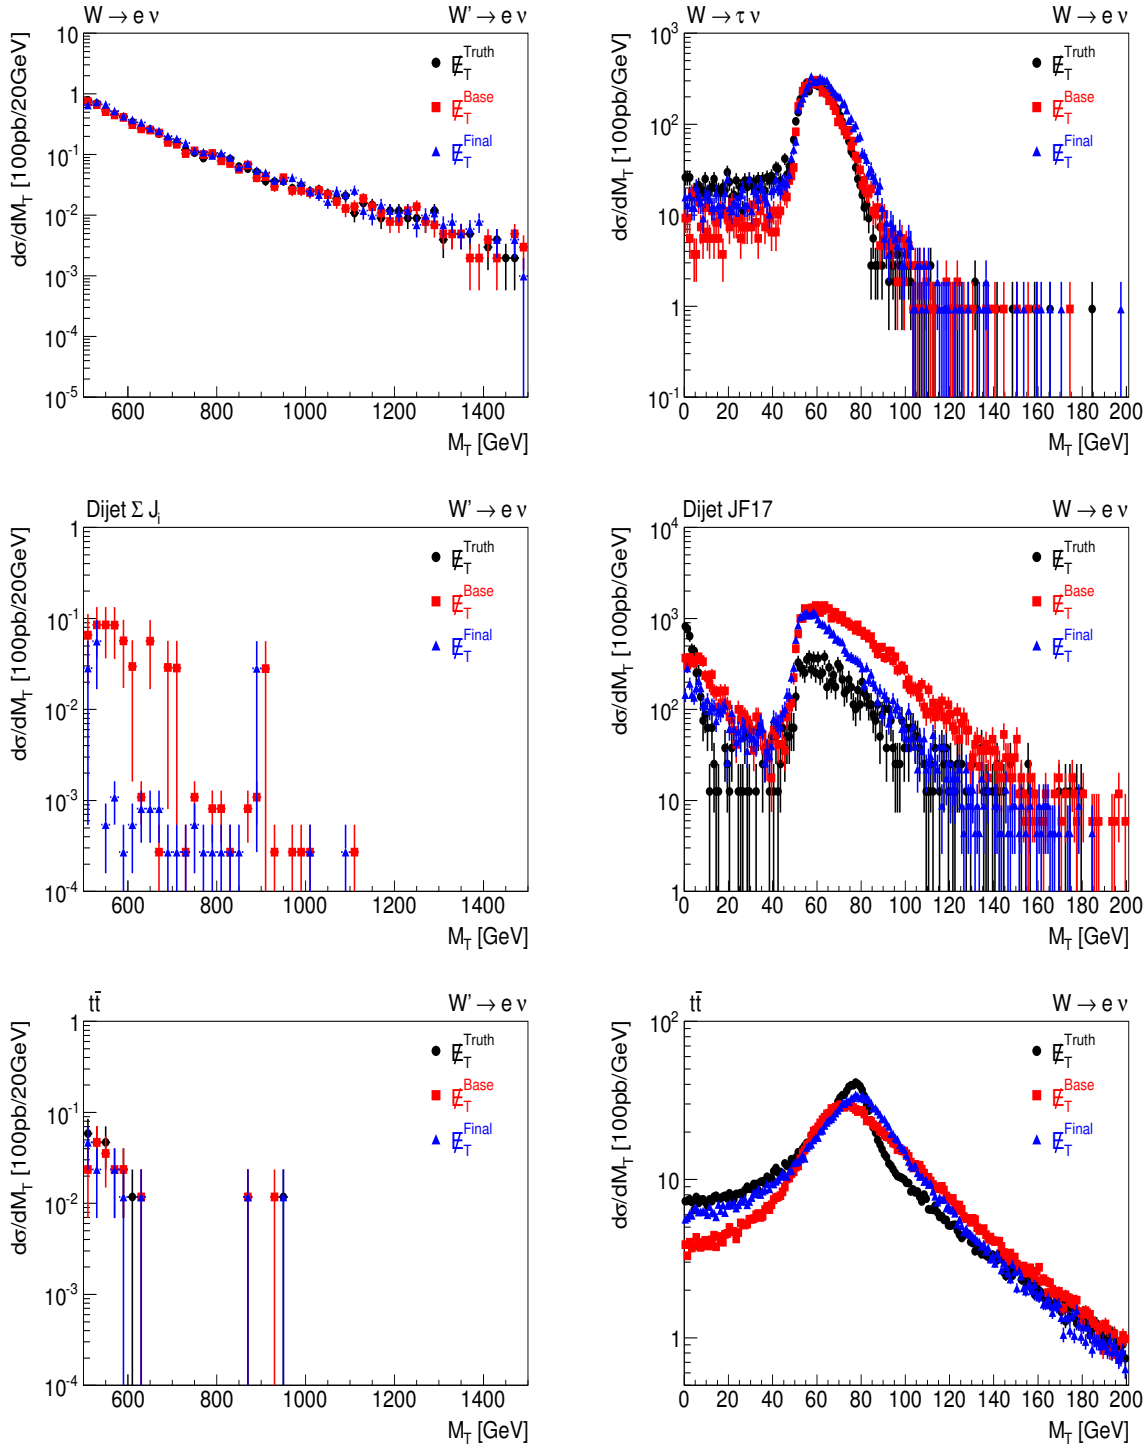 W → e ν W' → e ν
dσ/dM_T [100pb/20GeV]
10
1
10^-1
10^-2
10^-3
10^-4
10^-5
E̸_T^Truth
E̸_T^Base
E̸_T^Final
600 800 1000 1200 1400
M_T [GeV]
W → τ ν W → e ν
dσ/dM_T [100pb/GeV]
10^3
10^2
10
1
10^-1
E̸_T^Truth
E̸_T^Base
E̸_T^Final
0 20 40 60 80 100 120 140 160 180 200
M_T [GeV]
Dijet Σ J_i W' → e ν
dσ/dM_T [100pb/20GeV]
1
10^-1
10^-2
10^-3
10^-4
E̸_T^Truth
E̸_T^Base
E̸_T^Final
600 800 1000 1200 1400
M_T [GeV]
Dijet JF17 W → e ν
dσ/dM_T [100pb/GeV]
10^4
10^3
10^2
10
1
E̸_T^Truth
E̸_T^Base
E̸_T^Final
0 20 40 60 80 100 120 140 160 180 200
M_T [GeV]
tt̄ W' → e ν
dσ/dM_T [100pb/20GeV]
1
10^-1
10^-2
10^-3
10^-4
E̸_T^Truth
E̸_T^Base
E̸_T^Final
600 800 1000 1200 1400
M_T [GeV]
tt̄ W → e ν
dσ/dM_T [100pb/GeV]
10^2
10
1
E̸_T^Truth
E̸_T^Base
E̸_T^Final
0 20 40 60 80 100 120 140 160 180 200
M_T [GeV]